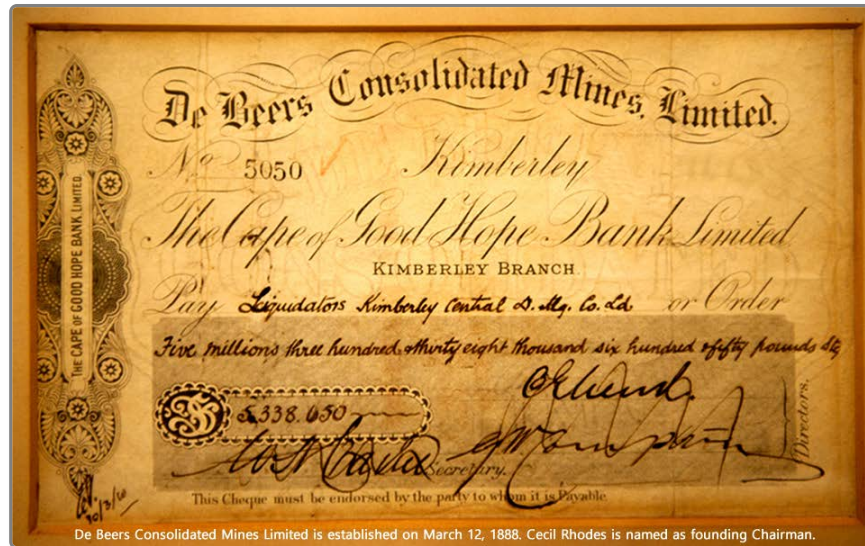 De Beers Consolidated Mines, Limited.
No 5050 Kimberley
The Cape of Good Hope Bank Limited
KIMBERLEY BRANCH
Pay Liquidators Kimberley Central D. Mg. Co. Ld or Order
Five millions three hundred & thirty eight thousand six hundred & fifty pounds Stg
5,338,650
Directors.
Secretary.
This Cheque must be endorsed by the party to whom it is Payable.
THE CAPE OF GOOD HOPE BANK LIMITED.
De Beers Consolidated Mines Limited is established on March 12, 1888. Cecil Rhodes is named as founding Chairman.